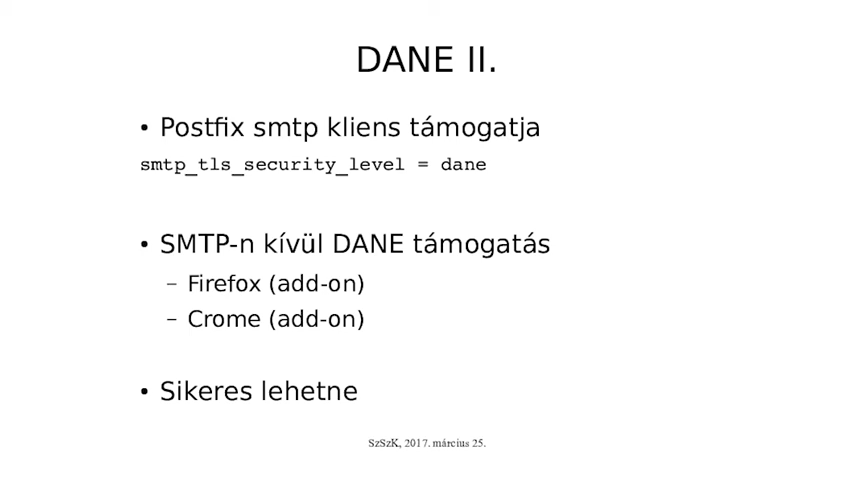 DANE II.
• Postfix smtp kliens támogatja
smtp_tls_security_level = dane
• SMTP-n kívül DANE támogatás
– Firefox (add-on)
– Crome (add-on)
• Sikeres lehetne
SzSzK, 2017. március 25.